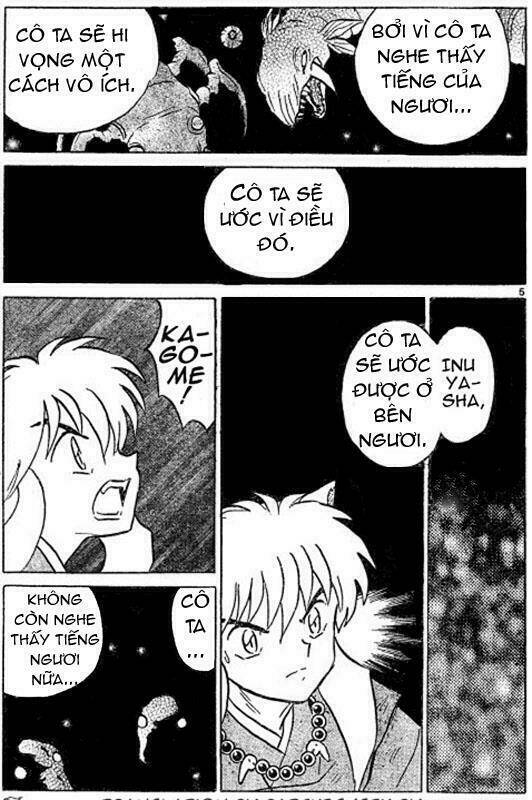 BỞI VÌ CÔ TA
NGHE THẤY
TIẾNG CỦA
NGƯƠI...
CÔ TA SẼ HI
VỌNG MỘT
CÁCH VÔ ÍCH.
CÔ TA SẼ
ƯỚC VÌ ĐIỀU
ĐÓ.
5
INU
YA-
SHA,
CÔ TA
SẼ ƯỚC
ĐƯỢC Ở
BÊN
NGƯƠI.
KA-
GO-
ME!
CÔ
TA
...
KHÔNG
CÒN NGHE
THẤY TIẾNG
NGƯƠI
NỮA...